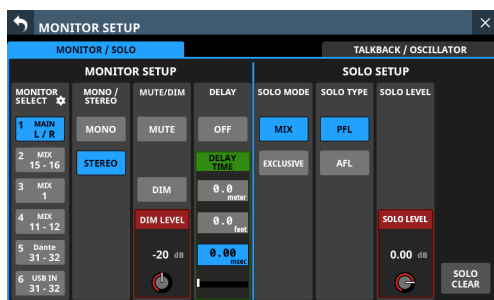 MONITOR SETUP
MONITOR / SOLO
TALKBACK / OSCILLATOR
MONITOR SETUP
SOLO SETUP
MONITOR
SELECT
MONO /
STEREO
MUTE/DIM
DELAY
SOLO MODE
SOLO TYPE
SOLO LEVEL
1 MAIN
L / R
MONO
MUTE
OFF
MIX
PFL
2 MIX
15 - 16
STEREO
DELAY
TIME
EXCLUSIVE
AFL
3 MIX
1
DIM
0.0
meter
4 MIX
11 - 12
DIM LEVEL
0.0
feet
SOLO LEVEL
5 Dante
31 - 32
-20 dB
0.00
msec
0.00 dB
6 USB IN
31 - 32
SOLO
CLEAR